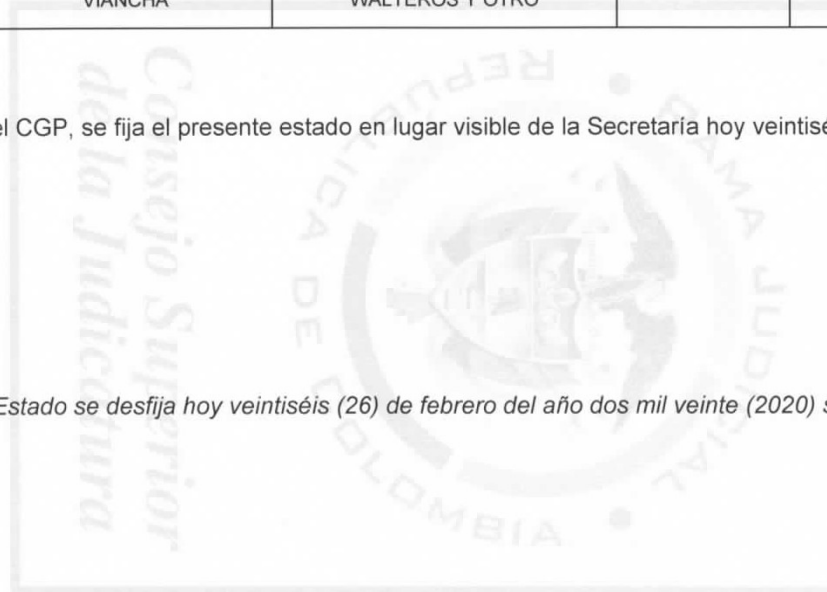 VIANCHA WALTEROS Y OTRO
el CGP, se fija el presente estado en lugar visible de la Secretaría hoy veintisé
Estado se desfija hoy veintiséis (26) de febrero del año dos mil veinte (2020) s
Consejo Superior
de la Judicatura
REPUBLICA DE COLOMBIA
RAMA JUDICIAL